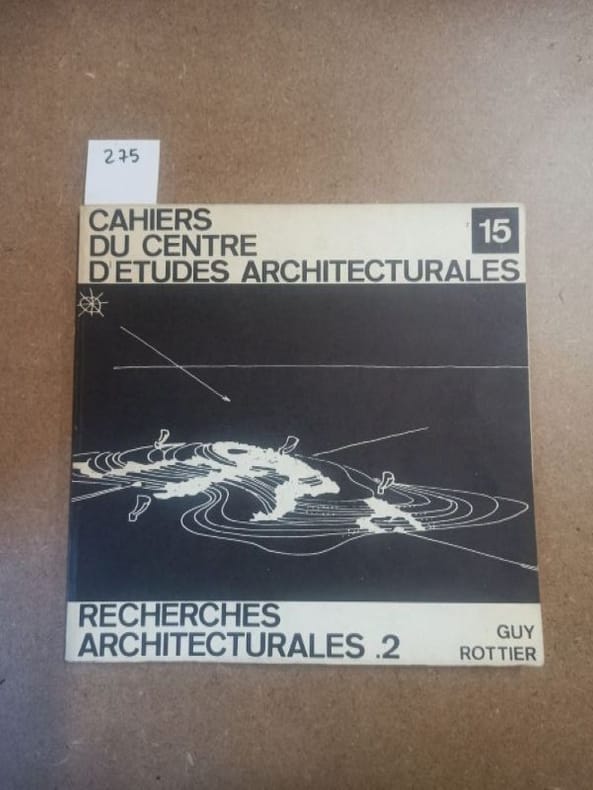 275
CAHIERS
DU CENTRE
D'ETUDES ARCHITECTURALES
15
RECHERCHES
ARCHITECTURALES .2
GUY
ROTTIER